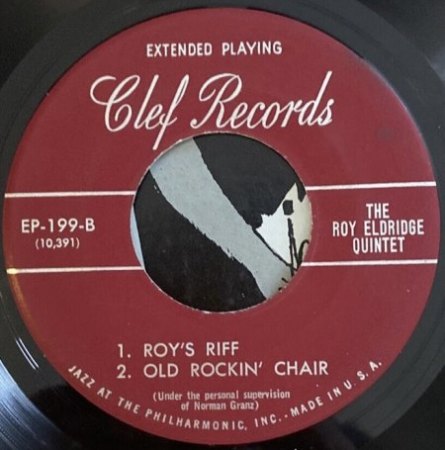 EXTENDED PLAYING
Clef Records
EP-199-B
(10,391)
THE
ROY ELDRIDGE
QUINTET
1. ROY'S RIFF
2. OLD ROCKIN' CHAIR
(Under the personal supervision
of Norman Granz)
JAZZ AT THE PHILHARMONIC, INC.-MADE IN U.S.A.